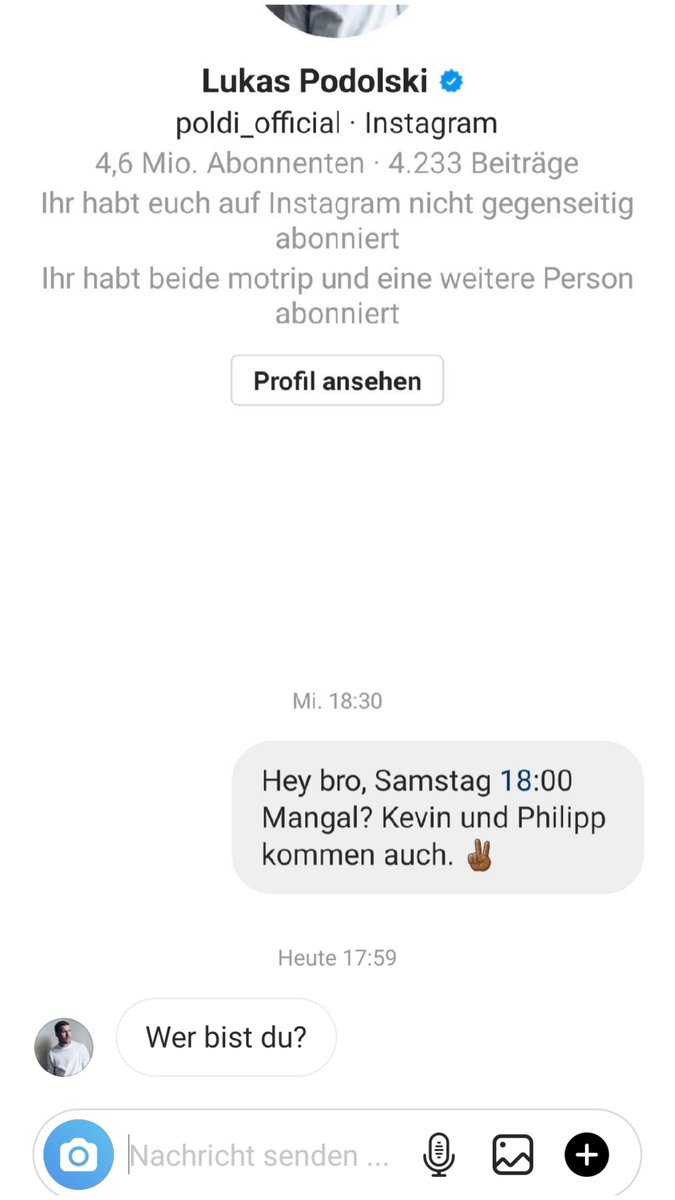 Lukas Podolski
poldi_official · Instagram
4,6 Mio. Abonnenten · 4.233 Beiträge
Ihr habt euch auf Instagram nicht gegenseitig
abonniert
Ihr habt beide motrip und eine weitere Person
abonniert
Profil ansehen
Mi. 18:30
Hey bro, Samstag 18:00
Mangal? Kevin und Philipp
kommen auch. ✌🏾
Heute 17:59
Wer bist du?
Nachricht senden ...